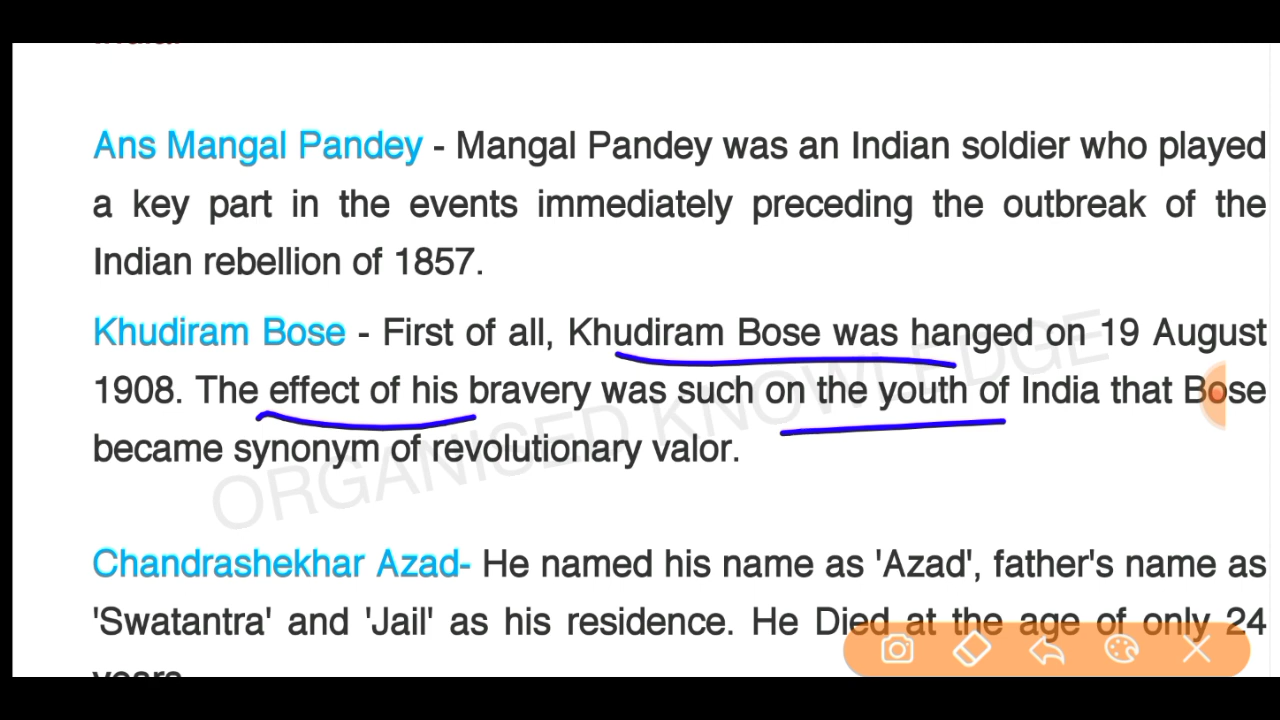 Ans Mangal Pandey - Mangal Pandey was an Indian soldier who played
a key part in the events immediately preceding the outbreak of the
Indian rebellion of 1857.
Khudiram Bose - First of all, Khudiram Bose was hanged on 19 August
1908. The effect of his bravery was such on the youth of India that Bose
became synonym of revolutionary valor.
ORGANISED KNOWLEDGE
Chandrashekhar Azad- He named his name as 'Azad', father's name as
'Swatantra' and 'Jail' as his residence. He Died at the age of only 24
years